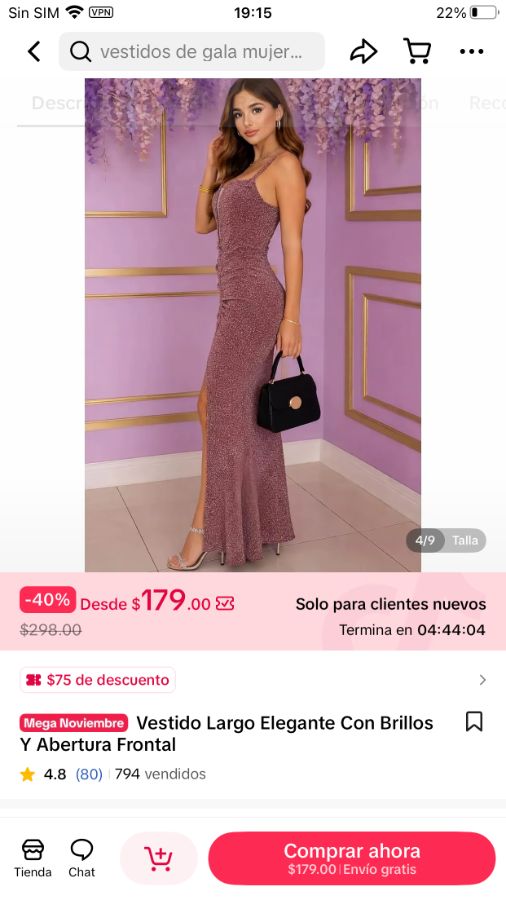 Sin SIM VPN 19:15 22%
vestidos de gala mujer...
-40% Desde $179.00 Solo para clientes nuevos
$298.00 Termina en 04:44:04
4/9 Talla
$75 de descuento
Mega Noviembre Vestido Largo Elegante Con Brillos
Y Abertura Frontal
4.8 (80) 794 vendidos
Tienda Chat
Comprar ahora
$179.00 Envío gratis